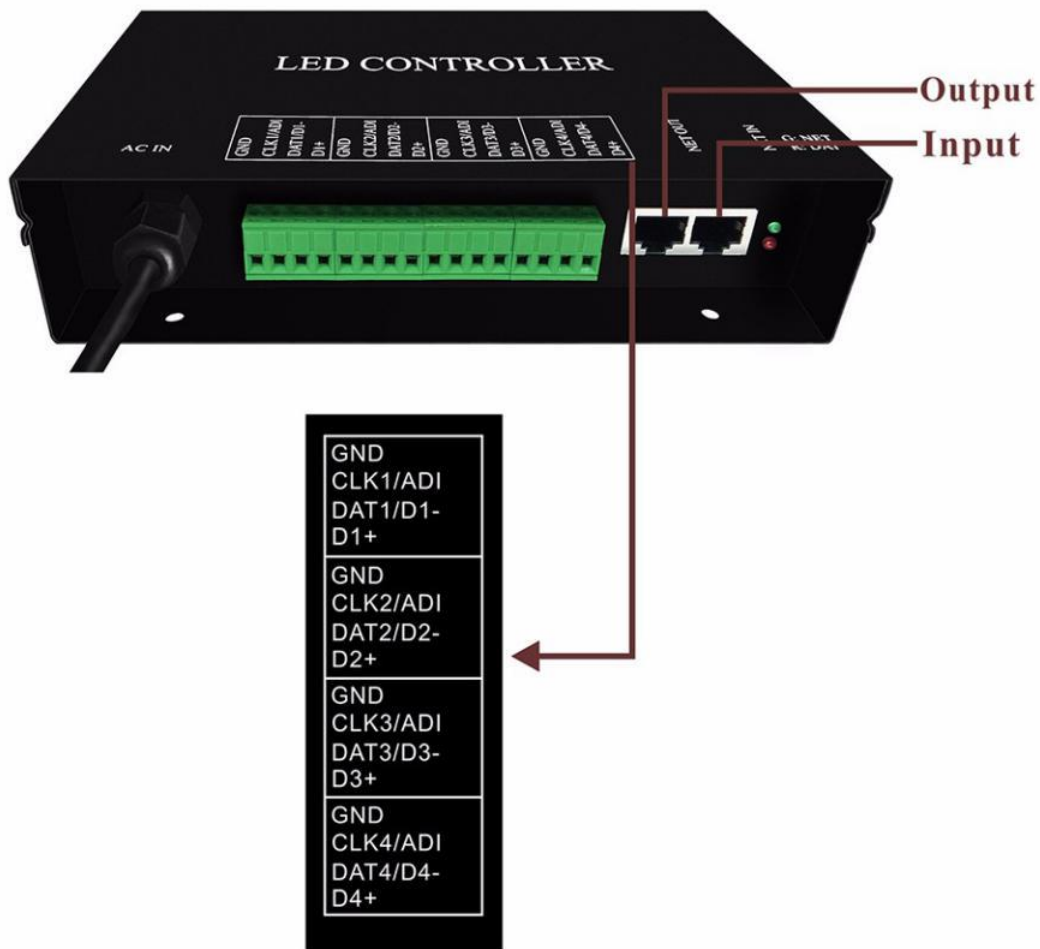 LED CONTROLLER
Output
Input
AC IN
GND
CLK1/ADI
DAT1/D1-
D1+
GND
CLK2/ADI
DAT2/D2-
D2+
GND
CLK3/ADI
DAT3/D3-
D3+
GND
CLK4/ADI
DAT4/D4-
D4+
NET OUT
G: NET
R: DAT
GND
CLK1/ADI
DAT1/D1-
D1+
GND
CLK2/ADI
DAT2/D2-
D2+
GND
CLK3/ADI
DAT3/D3-
D3+
GND
CLK4/ADI
DAT4/D4-
D4+